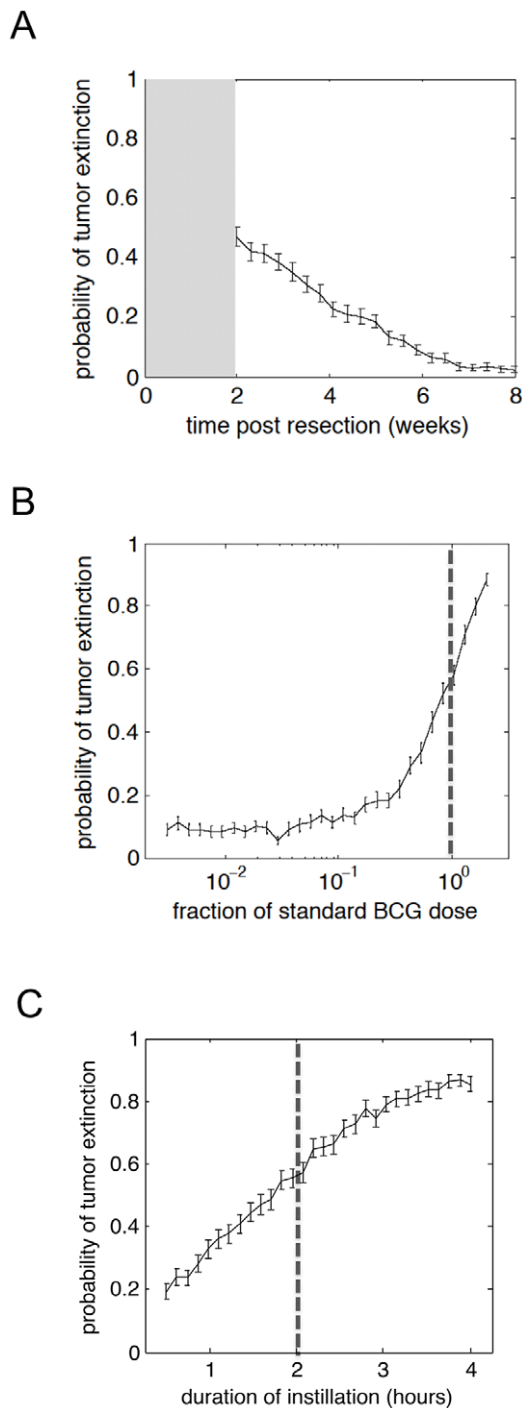 A
probability of tumor extinction
1
0.8
0.6
0.4
0.2
0
0 2 4 6 8
time post resection (weeks)
B
probability of tumor extinction
1
0.8
0.6
0.4
0.2
0
10⁻² 10⁻¹ 10⁰
fraction of standard BCG dose
C
probability of tumor extinction
1
0.8
0.6
0.4
0.2
0
1 2 3 4
duration of instillation (hours)